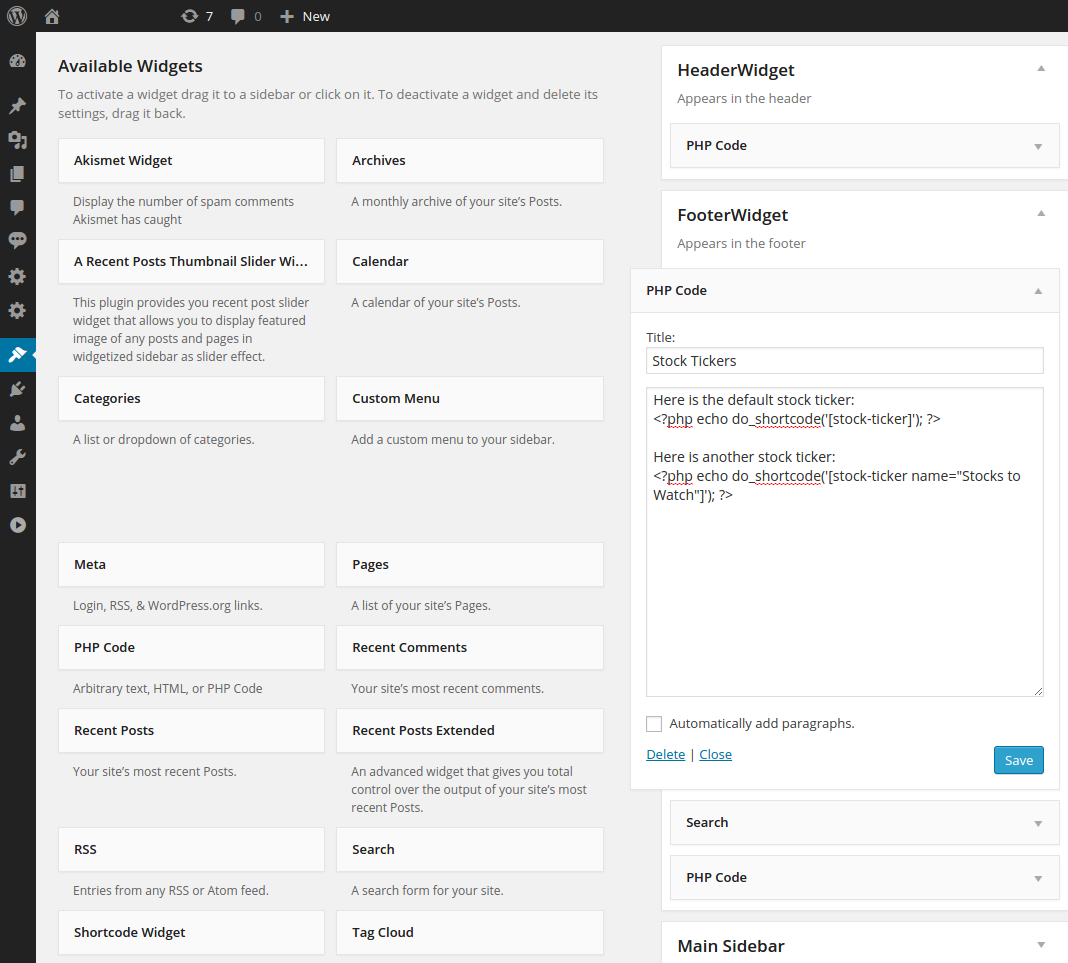 7 0 New
Available Widgets
To activate a widget drag it to a sidebar or click on it. To deactivate a widget and delete its
settings, drag it back.
Akismet Widget
Archives
Display the number of spam comments
Akismet has caught
A monthly archive of your site's Posts.
A Recent Posts Thumbnail Slider Wi...
Calendar
This plugin provides you recent post slider
widget that allows you to display featured
image of any posts and pages in
widgetized sidebar as slider effect.
A calendar of your site's Posts.
Categories
Custom Menu
A list or dropdown of categories.
Add a custom menu to your sidebar.
Meta
Pages
Login, RSS, & WordPress.org links.
A list of your site's Pages.
PHP Code
Recent Comments
Arbitrary text, HTML, or PHP Code
Your site's most recent comments.
Recent Posts
Recent Posts Extended
Your site's most recent Posts.
An advanced widget that gives you total
control over the output of your site's most
recent Posts.
RSS
Search
Entries from any RSS or Atom feed.
A search form for your site.
Shortcode Widget
Tag Cloud
HeaderWidget
Appears in the header
PHP Code
FooterWidget
Appears in the footer
PHP Code
Title:
Stock Tickers
Here is the default stock ticker:
<?php echo do_shortcode('[stock-ticker]'); ?>
Here is another stock ticker:
<?php echo do_shortcode('[stock-ticker name="Stocks to
Watch"]'); ?>
Automatically add paragraphs.
Delete | Close
Save
Search
PHP Code
Main Sidebar